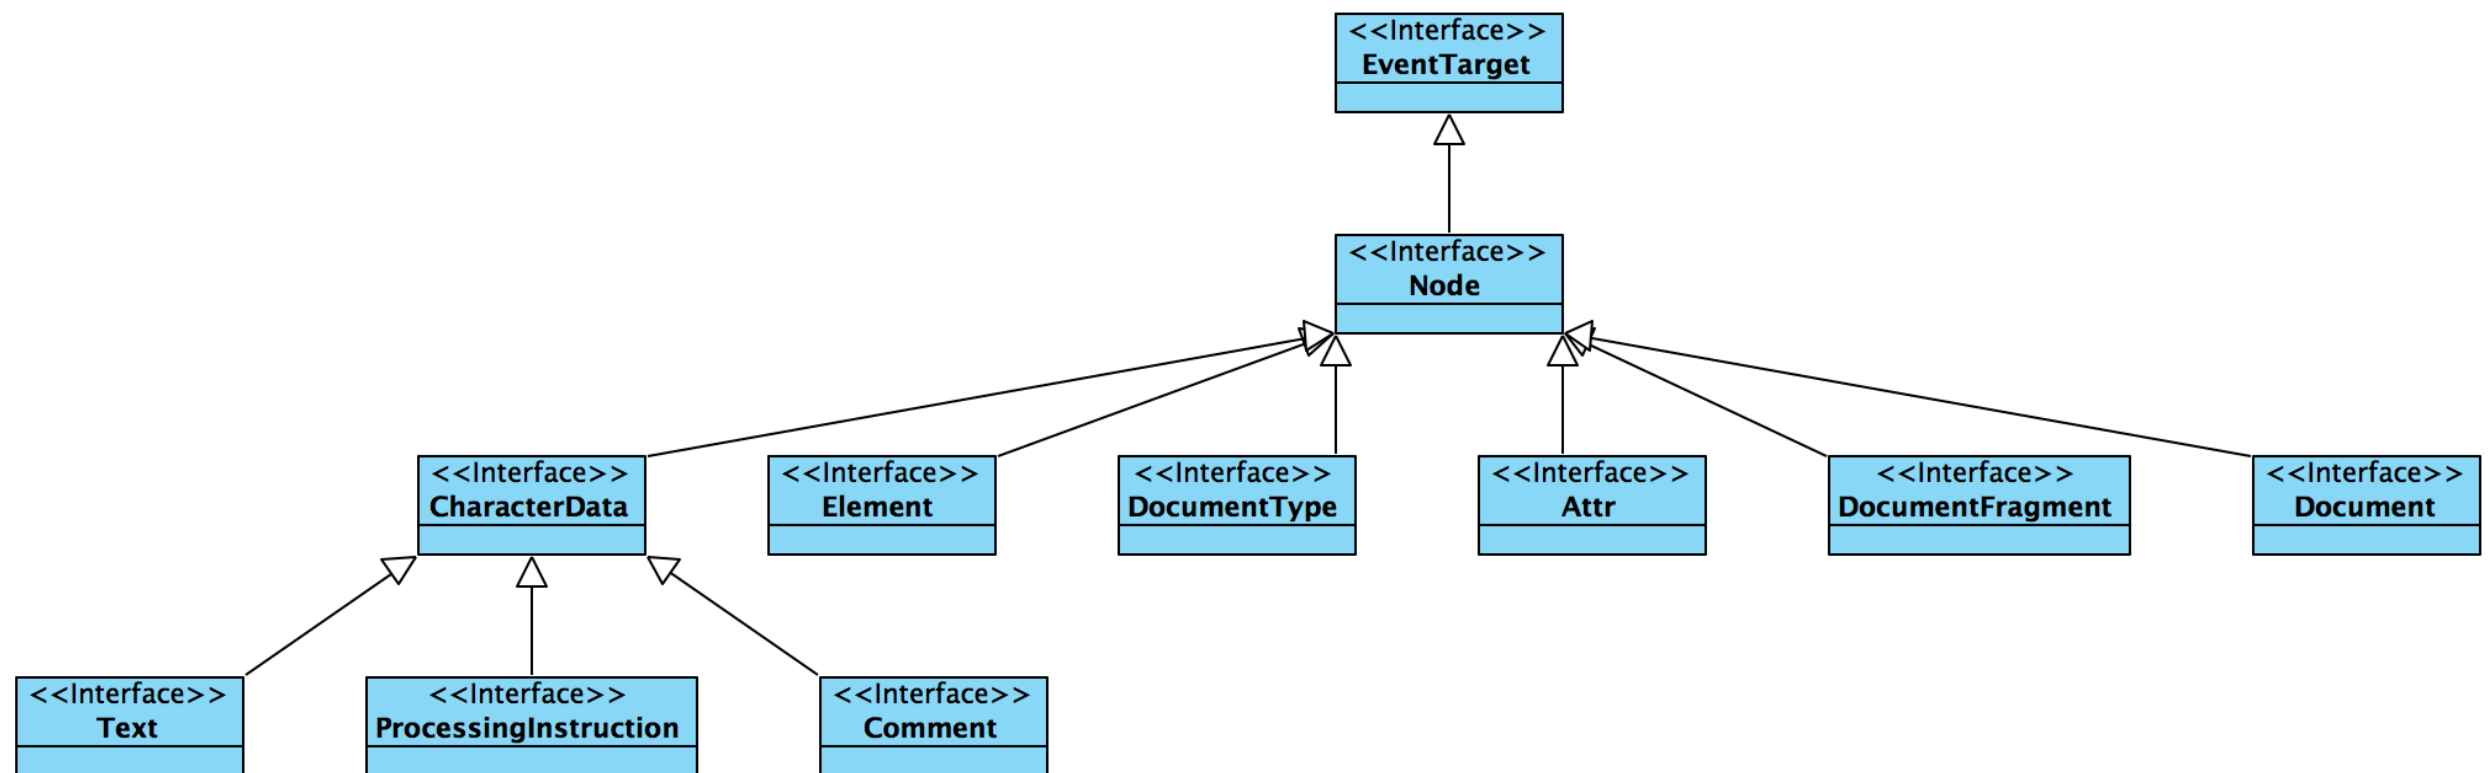 <<Interface>>
EventTarget
<<Interface>>
Node
<<Interface>>
CharacterData
<<Interface>>
Element
<<Interface>>
DocumentType
<<Interface>>
Attr
<<Interface>>
DocumentFragment
<<Interface>>
Document
<<Interface>>
Text
<<Interface>>
ProcessingInstruction
<<Interface>>
Comment